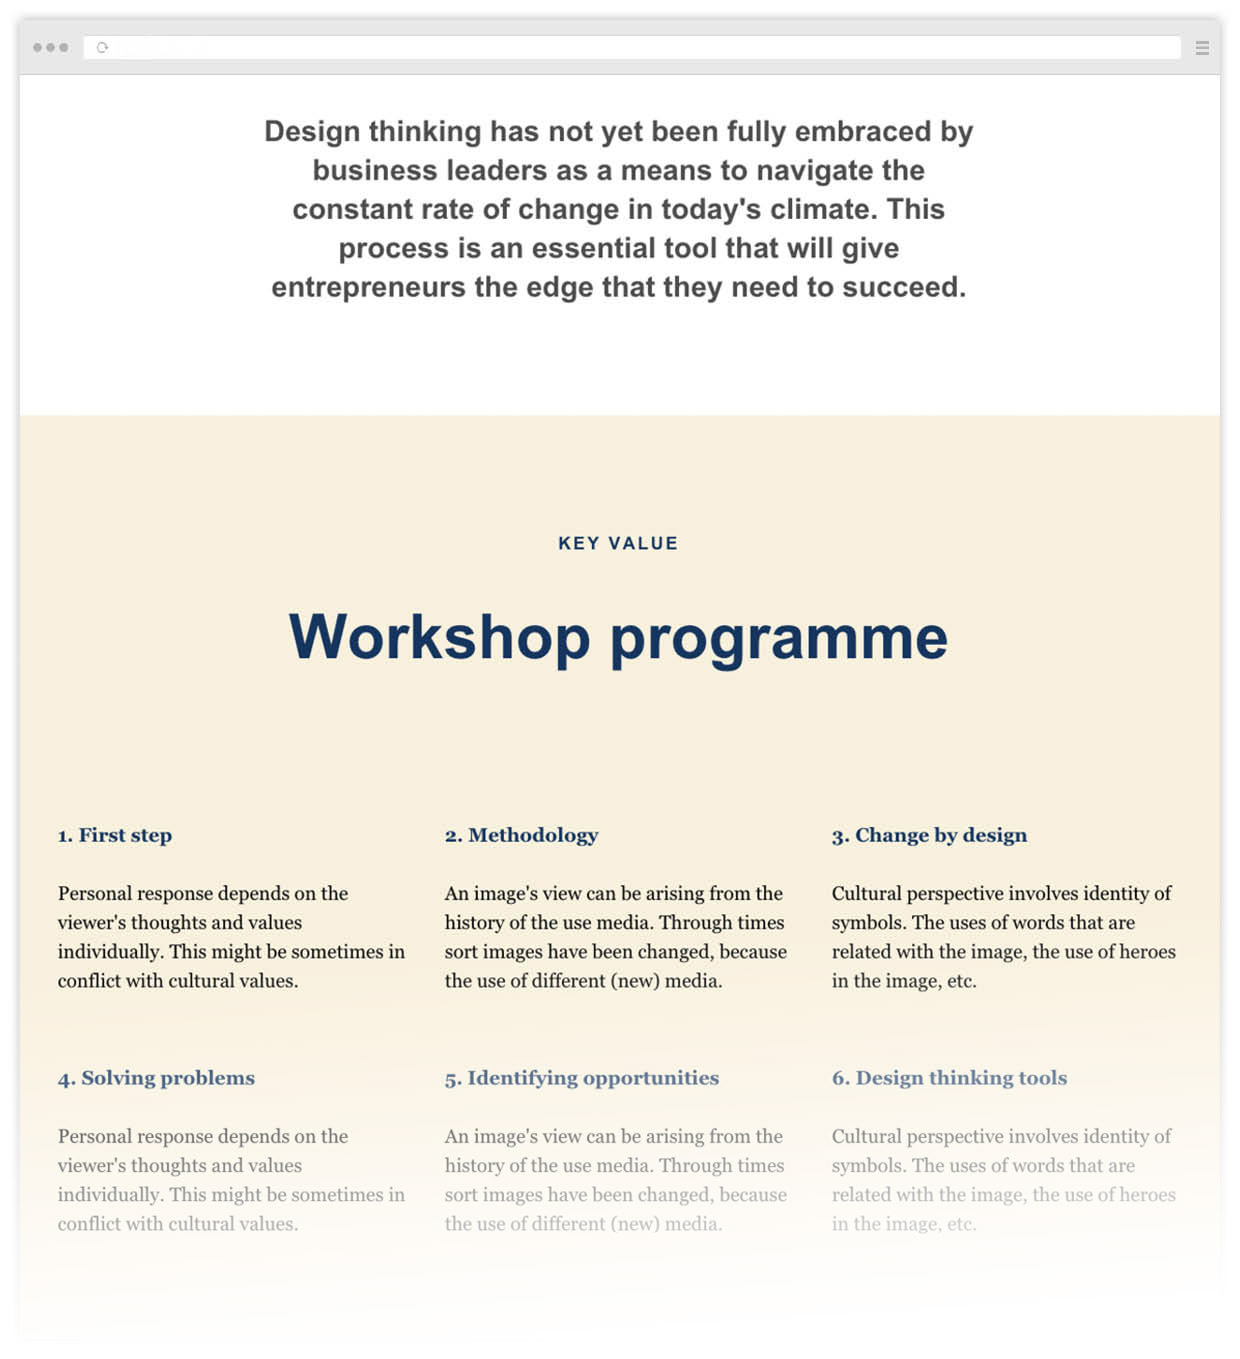 Design thinking has not yet been fully embraced by
business leaders as a means to navigate the
constant rate of change in today's climate. This
process is an essential tool that will give
entrepreneurs the edge that they need to succeed.
KEY VALUE
Workshop programme
1. First step
Personal response depends on the
viewer's thoughts and values
individually. This might be sometimes in
conflict with cultural values.
2. Methodology
An image's view can be arising from the
history of the use media. Through times
sort images have been changed, because
the use of different (new) media.
3. Change by design
Cultural perspective involves identity of
symbols. The uses of words that are
related with the image, the use of heroes
in the image, etc.
4. Solving problems
Personal response depends on the
viewer's thoughts and values
individually. This might be sometimes in
conflict with cultural values.
5. Identifying opportunities
An image's view can be arising from the
history of the use media. Through times
sort images have been changed, because
the use of different (new) media.
6. Design thinking tools
Cultural perspective involves identity of
symbols. The uses of words that are
related with the image, the use of heroes
in the image, etc.